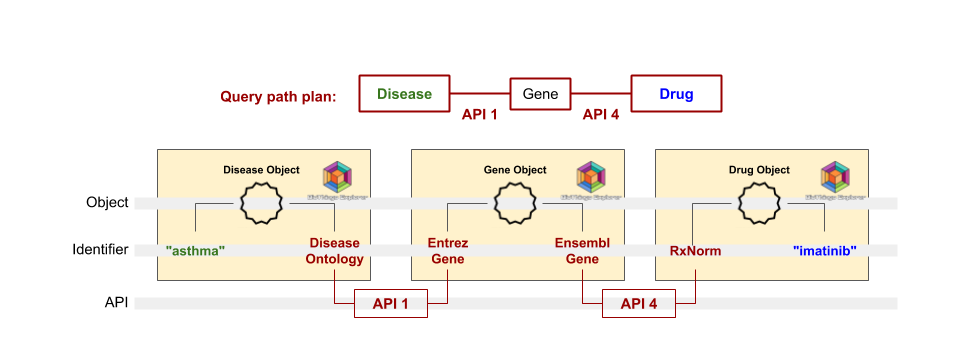 Query path plan:
Disease
Gene
Drug
API 1
API 4
Disease Object
Gene Object
Drug Object
BioThings Explorer
BioThings Explorer
BioThings Explorer
Object
Identifier
"asthma"
Disease
Ontology
Entrez
Gene
Ensembl
Gene
RxNorm
"imatinib"
API
API 1
API 4